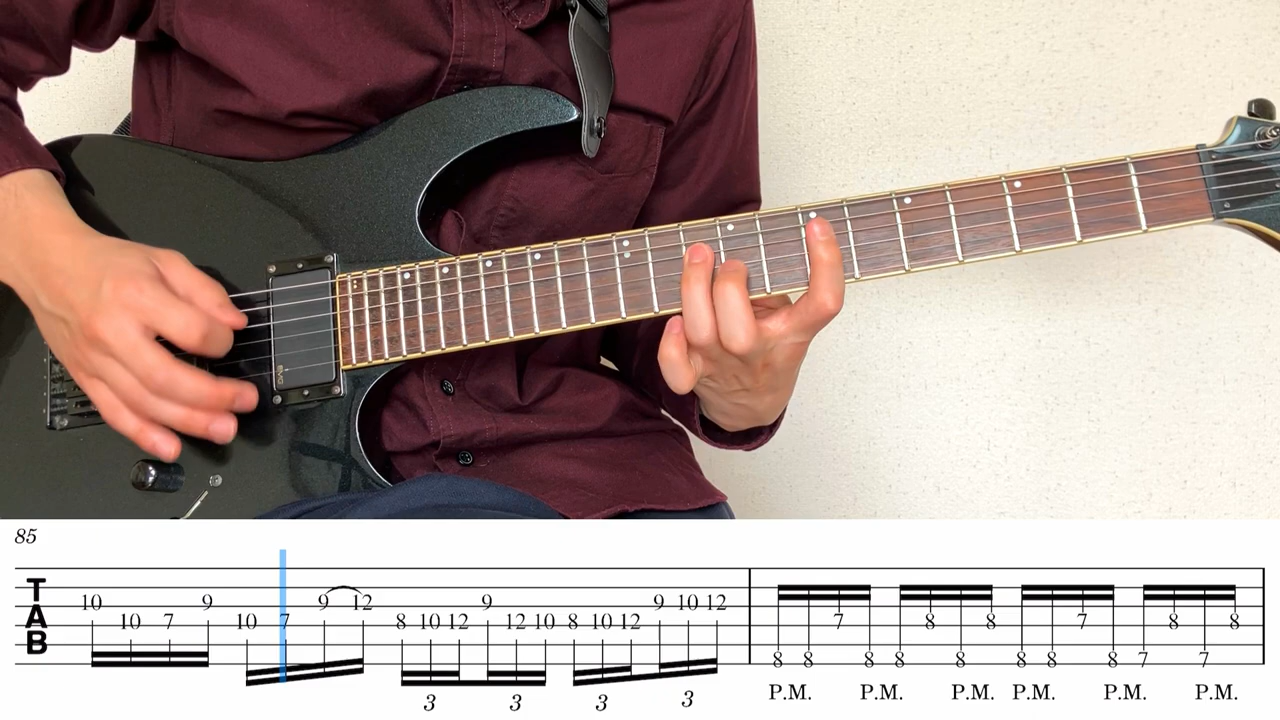 85
10 10 7 9 10 7 9 12 8 10 12 9 12 10 8 10 12 9 10 12 8 8 7 8 8 8 8 8 8 8 7 8 7 8 7 8
TAB
3 3 3 3
P.M. P.M. P.M. P.M. P.M. P.M.
EMG